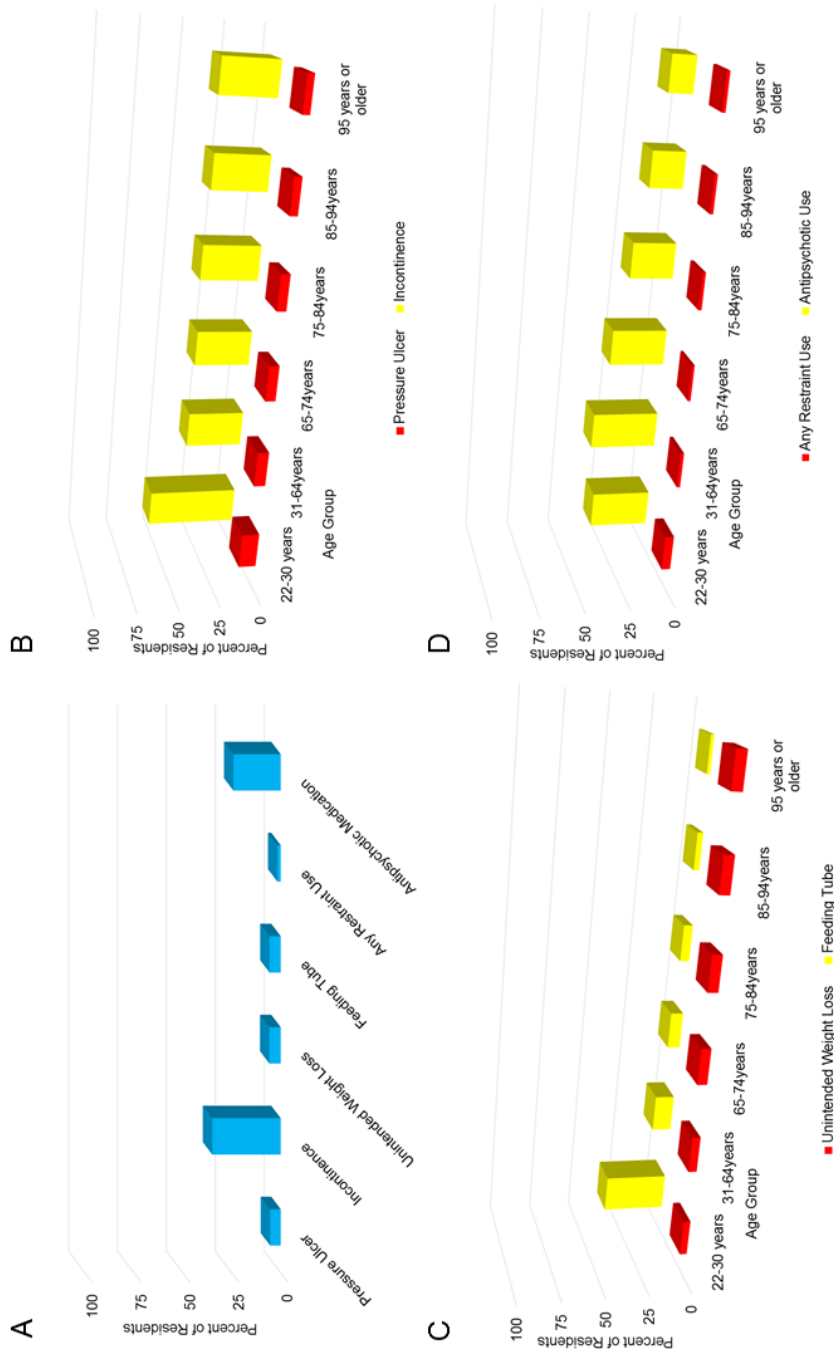 A
100
75
50
25
0
Percent of Residents
Pressure Ulcer
Incontinence
Unintended Weight Loss
Feeding Tube
Any Restraint Use
Antipsychotic Medication
B
100
75
50
25
0
Percent of Residents
22-30 years
31-64years
65-74years
75-84years
85-94years
95 years or
older
Age Group
Pressure Ulcer
Incontinence
C
100
75
50
25
0
Percent of Residents
22-30 years
31-64years
65-74years
75-84years
85-94years
95 years or
older
Age Group
Unintended Weight Loss
Feeding Tube
D
100
75
50
25
0
Percent of Residents
22-30 years
31-64years
65-74years
75-84years
85-94years
95 years or
older
Age Group
Any Restraint Use
Antipsychotic Use